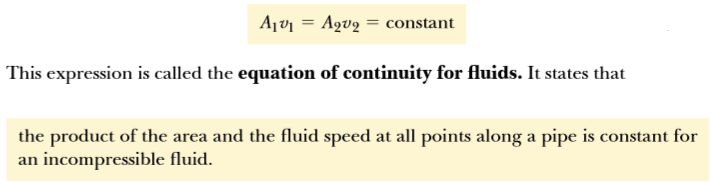 A₁v₁ = A₂v₂ = constant
This expression is called the equation of continuity for fluids. It states that
the product of the area and the fluid speed at all points along a pipe is constant for
an incompressible fluid.